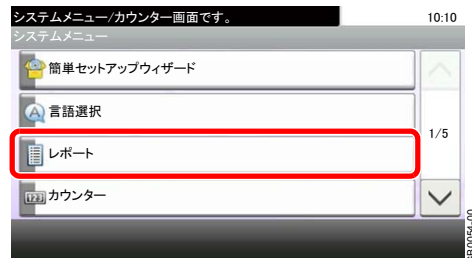 システムメニュー/カウンター画面です。
10:10
システムメニュー
簡単セットアップウィザード
言語選択
1/5
レポート
123
カウンター